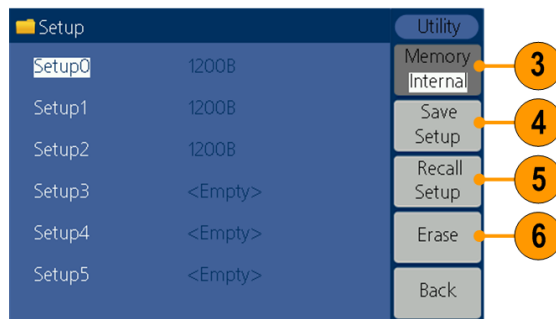 Setup
Utility
Setup0 1200B
Setup1 1200B
Setup2 1200B
Setup3 <Empty>
Setup4 <Empty>
Setup5 <Empty>
Memory
Internal
Save
Setup
Recall
Setup
Erase
Back
3
4
5
6